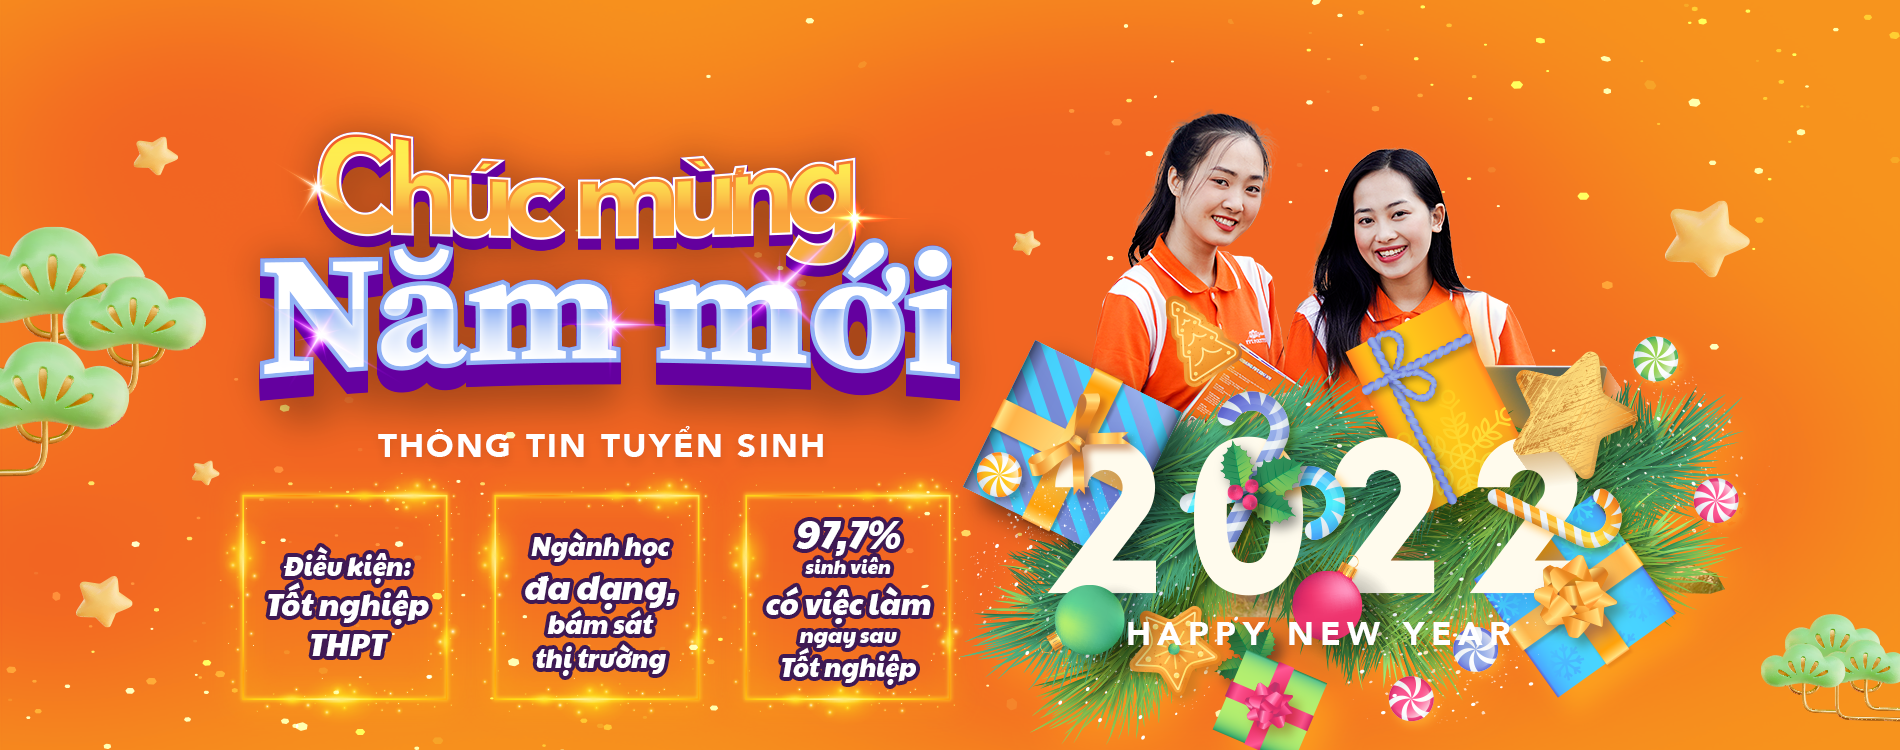 Chúc mừng
Năm mới
THÔNG TIN TUYỂN SINH
Điều kiện:
Tốt nghiệp
THPT
Ngành học
đa dạng,
bám sát
thị trường
97,7%
sinh viên
có việc làm
ngay sau
Tốt nghiệp
2022
HAPPY NEW YEAR